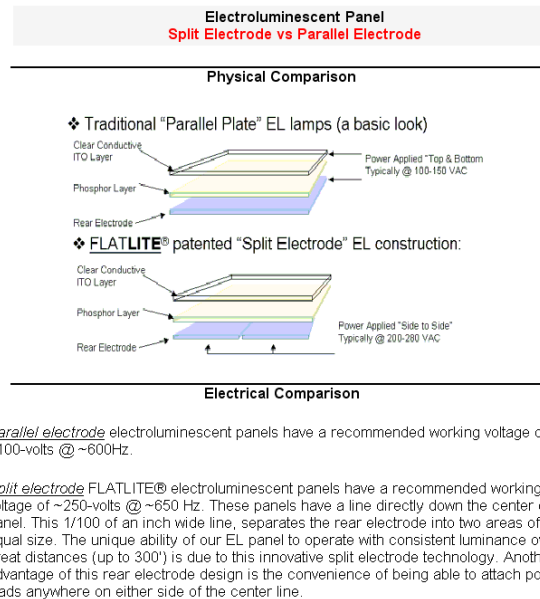 Electroluminescent Panel
Split Electrode vs Parallel Electrode
Physical Comparison
❖ Traditional "Parallel Plate" EL lamps (a basic look)
Clear Conductive
ITO Layer
Power Applied "Top & Bottom
Typically @ 100-150 VAC
Phosphor Layer
Rear Electrode
❖ FLATLITE® patented "Split Electrode" EL construction:
Clear Conductive
ITO Layer
Phosphor Layer
Power Applied "Side to Side"
Typically @ 200-280 VAC
Rear Electrode
Electrical Comparison
arallel electrode electroluminescent panels have a recommended working voltage o
100-volts @ ~600Hz.
plit electrode FLATLITE® electroluminescent panels have a recommended working
oltage of ~250-volts @ ~650 Hz. These panels have a line directly down the center o
anel. This 1/100 of an inch wide line, separates the rear electrode into two areas of
qual size. The unique ability of our EL panel to operate with consistent luminance ov
reat distances (up to 300') is due to this innovative split electrode technology. Anoth
dvantage of this rear electrode design is the convenience of being able to attach po
eads anywhere on either side of the center line.